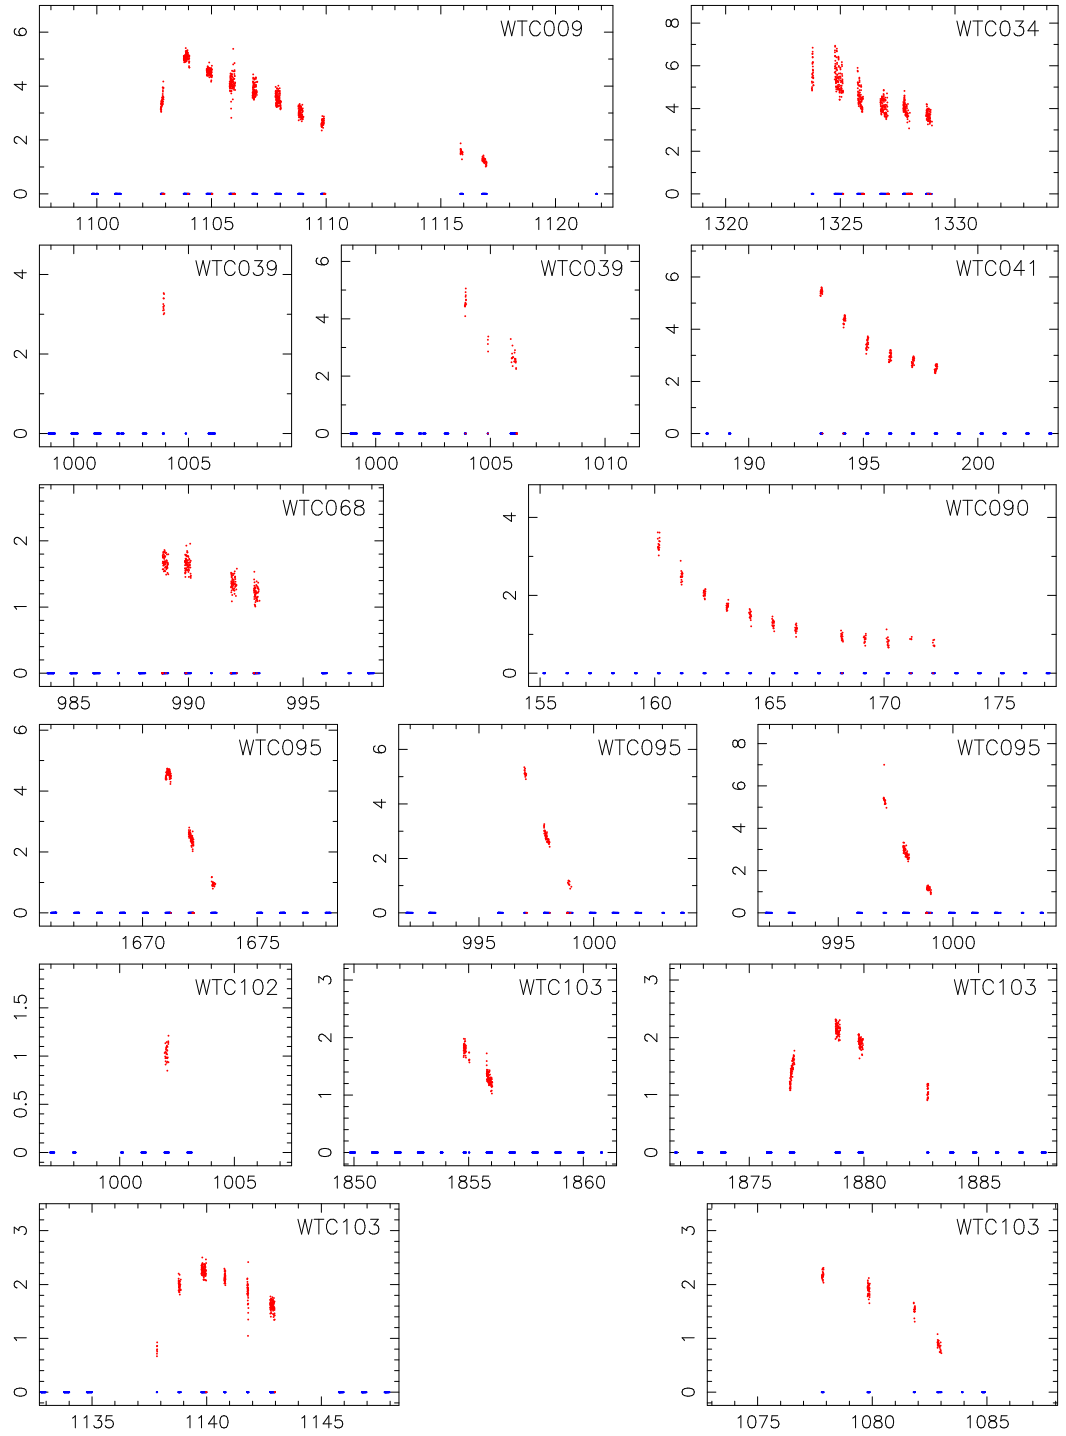 WTC009
0 2 4 6
1100 1105 1110 1115 1120
WTC034
0 2 4 6 8
1320 1325 1330
WTC039
0 2 4
1000 1005
WTC039
0 2 4 6
1000 1005 1010
WTC041
0 2 4 6
190 195 200
WTC068
0 1 2
985 990 995
WTC090
0 2 4
155 160 165 170 175
WTC095
0 2 4 6
1670 1675
WTC095
0 2 4 6
995 1000
WTC095
0 2 4 6 8
995 1000
WTC102
0 0.5 1 1.5
1000 1005
WTC103
0 1 2 3
1850 1855 1860
WTC103
0 1 2 3
1875 1880 1885
WTC103
0 1 2 3
1135 1140 1145
WTC103
0 1 2 3
1075 1080 1085